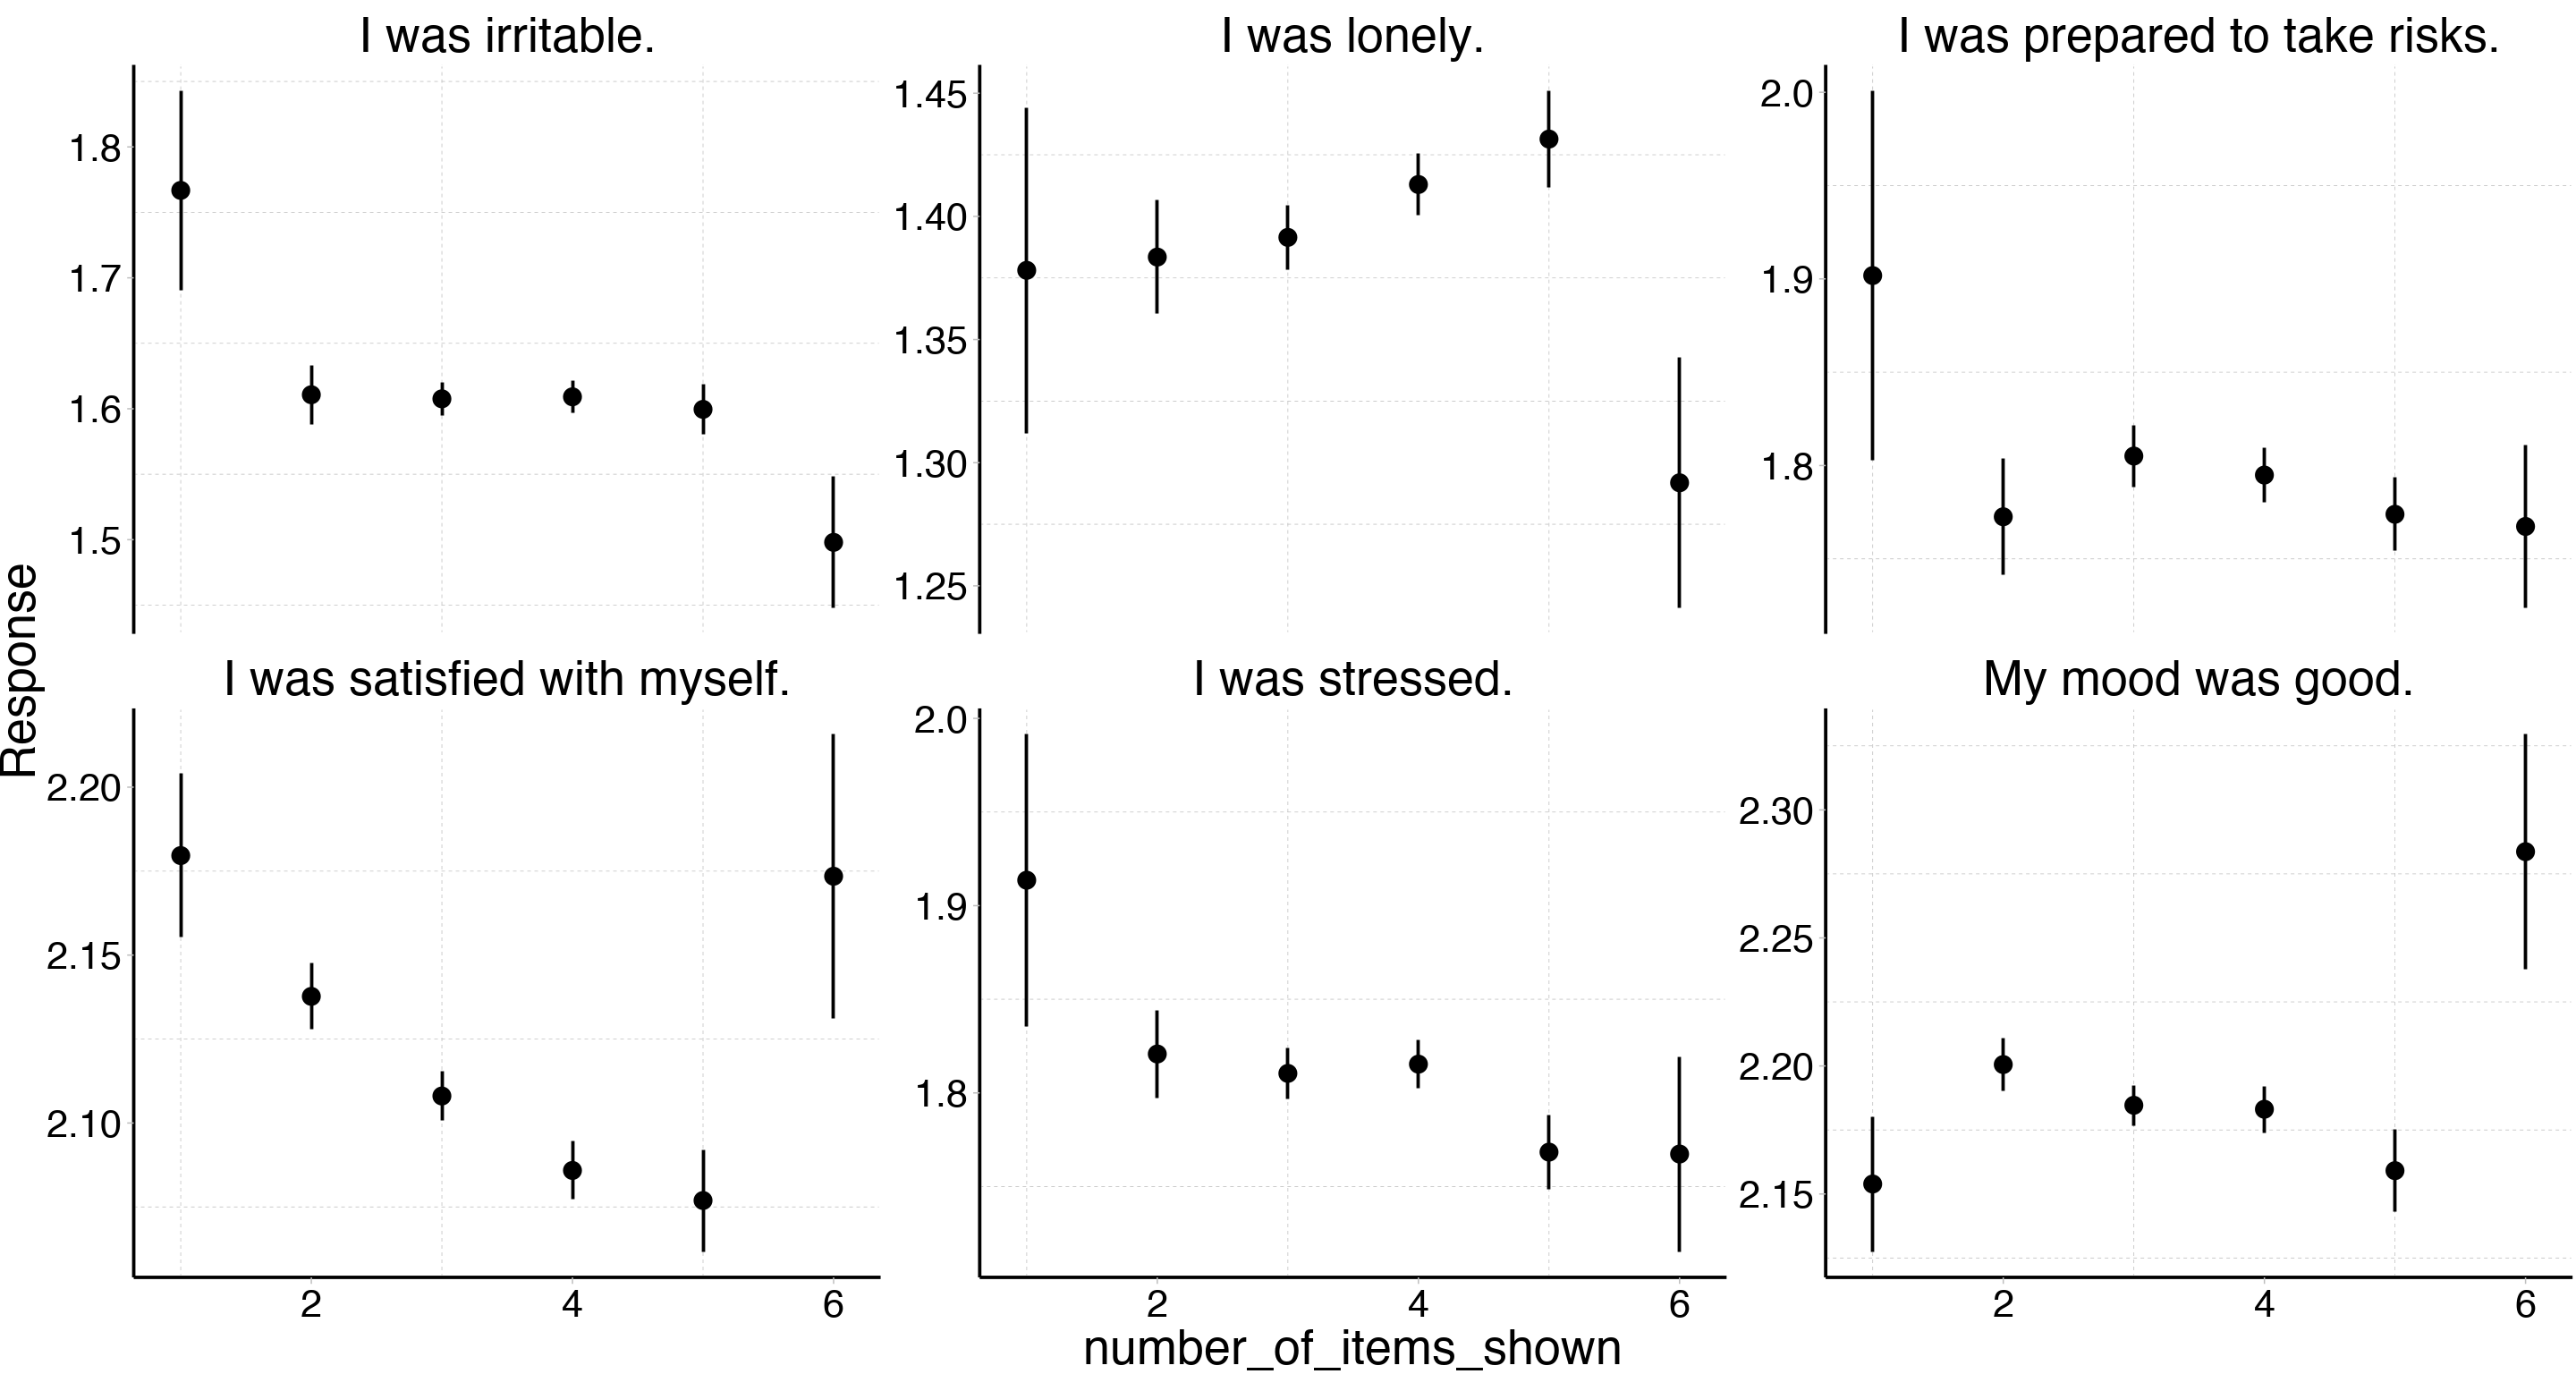 I was irritable.
I was lonely.
I was prepared to take risks.
1.8
1.7
1.6
1.5
1.45
1.40
1.35
1.30
1.25
2.0
1.9
1.8
Response
I was satisfied with myself.
I was stressed.
My mood was good.
2.20
2.15
2.10
2.0
1.9
1.8
2.30
2.25
2.20
2.15
2 4 6
2 4 6
2 4 6
number_of_items_shown